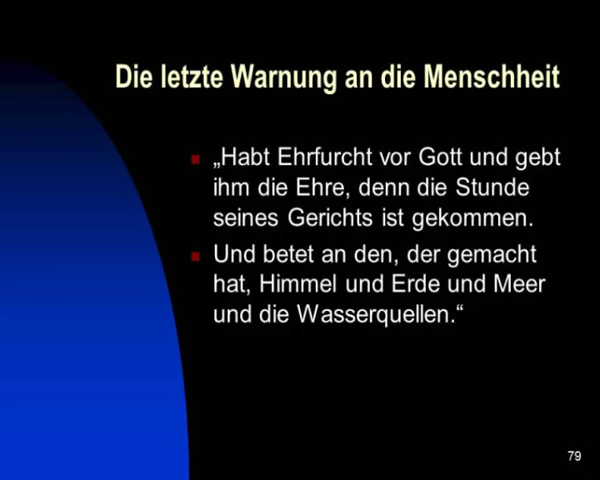 Die letzte Warnung an die Menschheit
„Habt Ehrfurcht vor Gott und gebt
ihm die Ehre, denn die Stunde
seines Gerichts ist gekommen.
Und betet an den, der gemacht
hat, Himmel und Erde und Meer
und die Wasserquellen.“
79